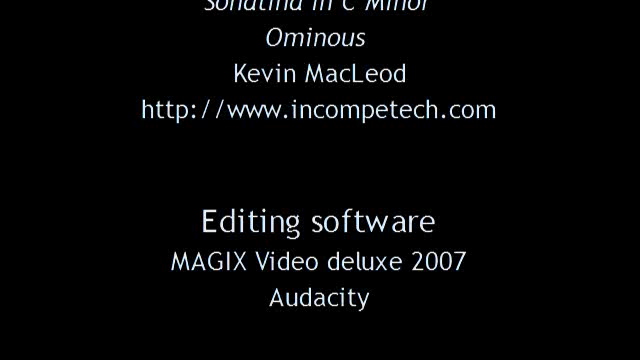 Sonatina in C Minor
Ominous
Kevin MacLeod
http://www.incompetech.com
Editing software
MAGIX Video deluxe 2007
Audacity